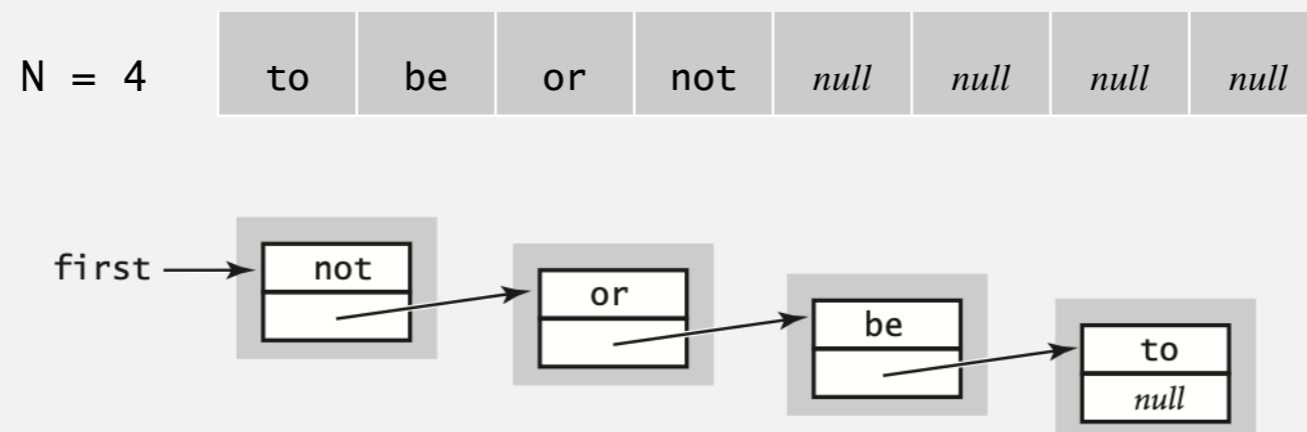 N = 4 to be or not null null null null
first not
or
be
to
null